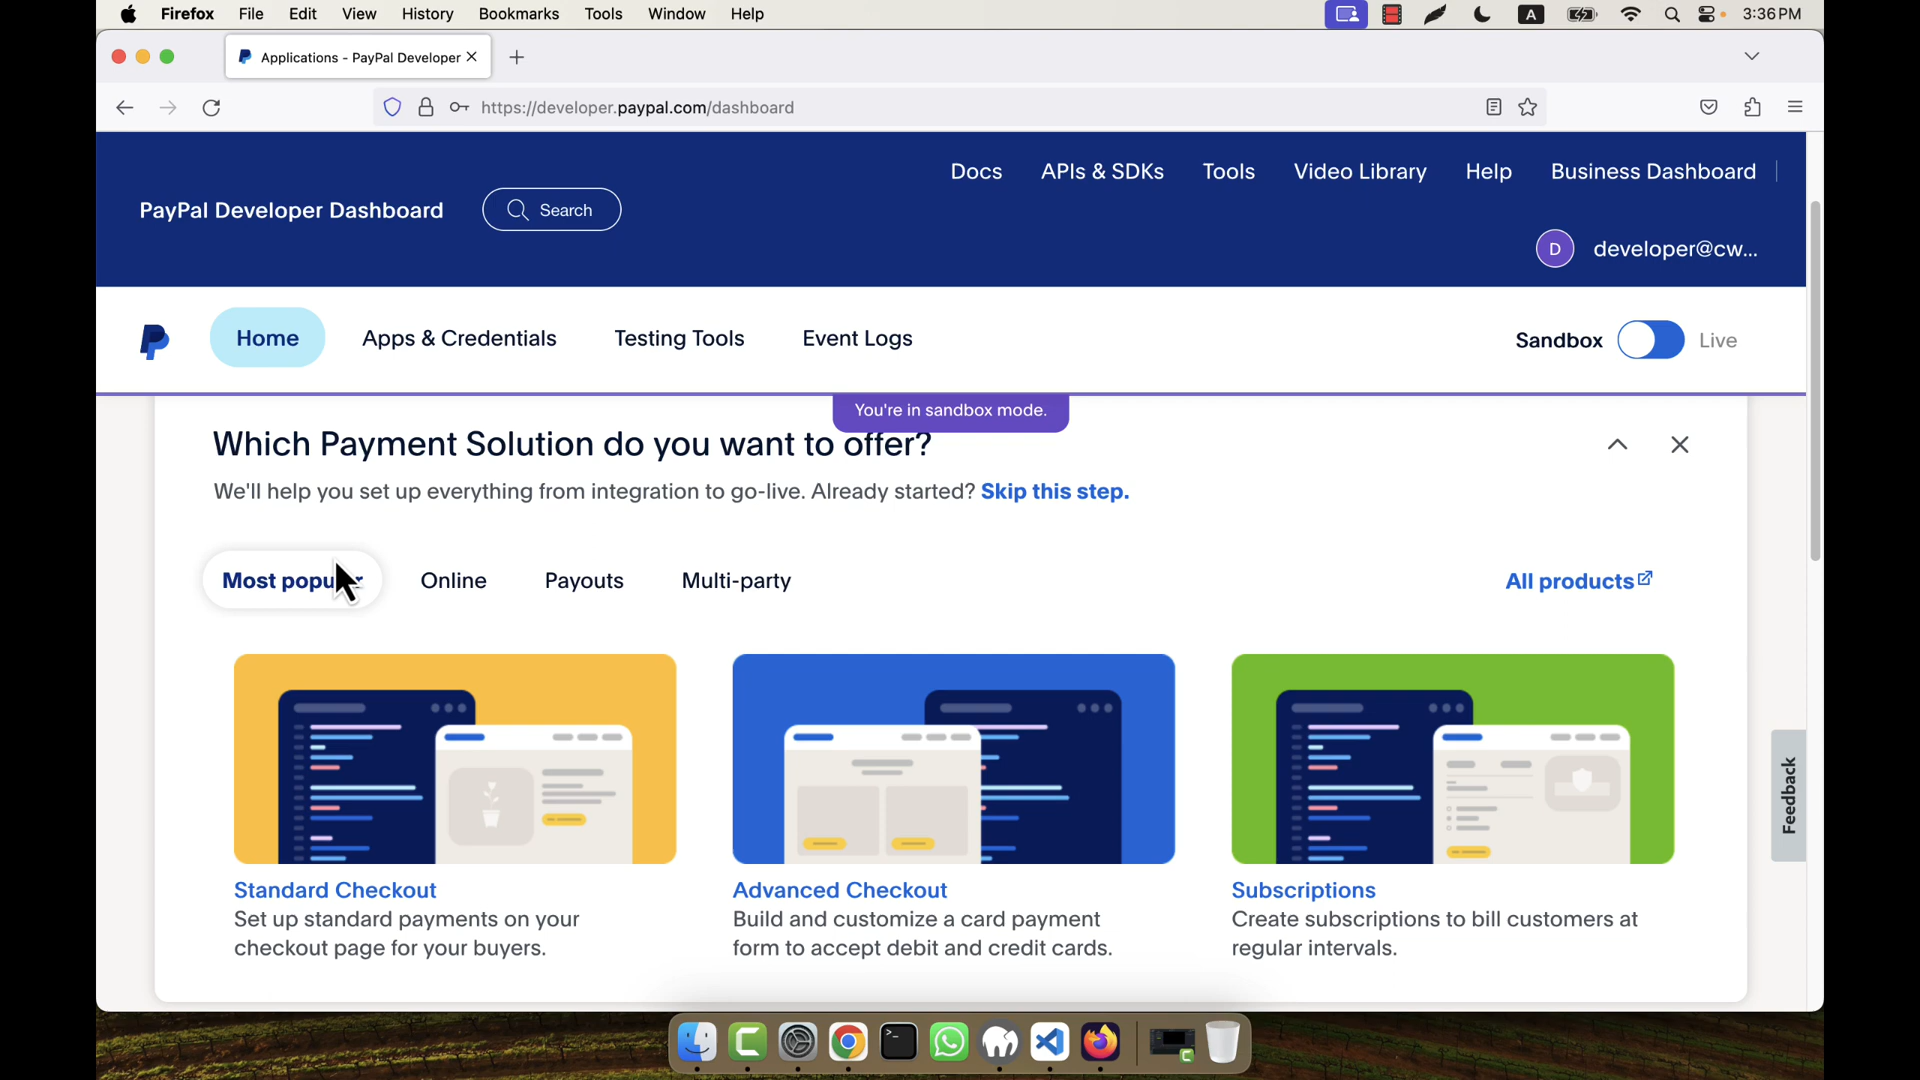 Firefox File Edit View History Bookmarks Tools Window Help A 3:36 PM
Applications - PayPal Developer
https://developer.paypal.com/dashboard
Docs APIs & SDKs Tools Video Library Help Business Dashboard
PayPal Developer Dashboard Search
D developer@cw...
Home Apps & Credentials Testing Tools Event Logs Sandbox Live
You're in sandbox mode.
Which Payment Solution do you want to offer?
We'll help you set up everything from integration to go-live. Already started? Skip this step.
Most Online Payouts Multi-party All products
Standard Checkout
Set up standard payments on your
checkout page for your buyers.
Advanced Checkout
Build and customize a card payment
form to accept debit and credit cards.
Subscriptions
Create subscriptions to bill customers at
regular intervals.
Feedback